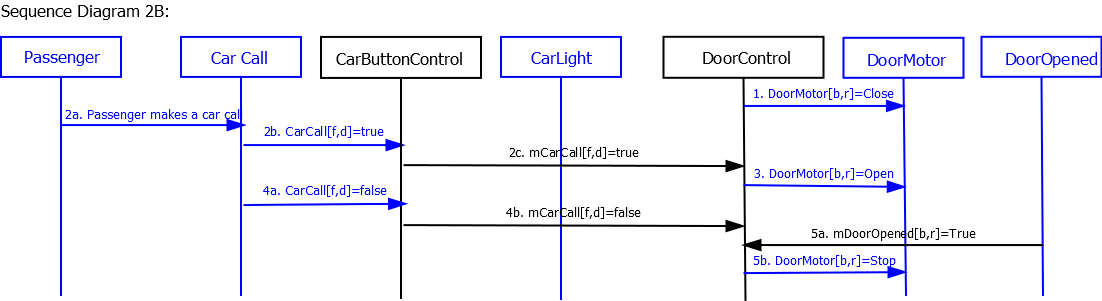 Sequence Diagram 2B:
Passenger
Car Call
CarButtonControl
CarLight
DoorControl
DoorMotor
DoorOpened
1. DoorMotor[b,r]=Close
2a. Passenger makes a car call
2b. CarCall[f,d]=true
2c. mCarCall[f,d]=true
3. DoorMotor[b,r]=Open
4a. CarCall[f,d]=false
4b. mCarCall[f,d]=false
5a. mDoorOpened[b,r]=True
5b. DoorMotor[b,r]=Stop